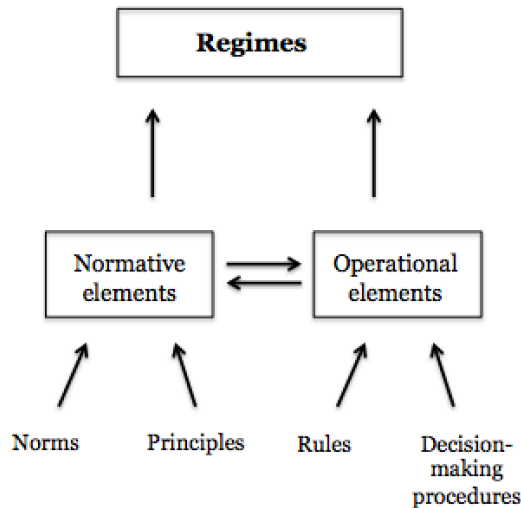 Regimes
Normative
elements
Operational
elements
Norms
Principles
Rules
Decision-
making
procedures